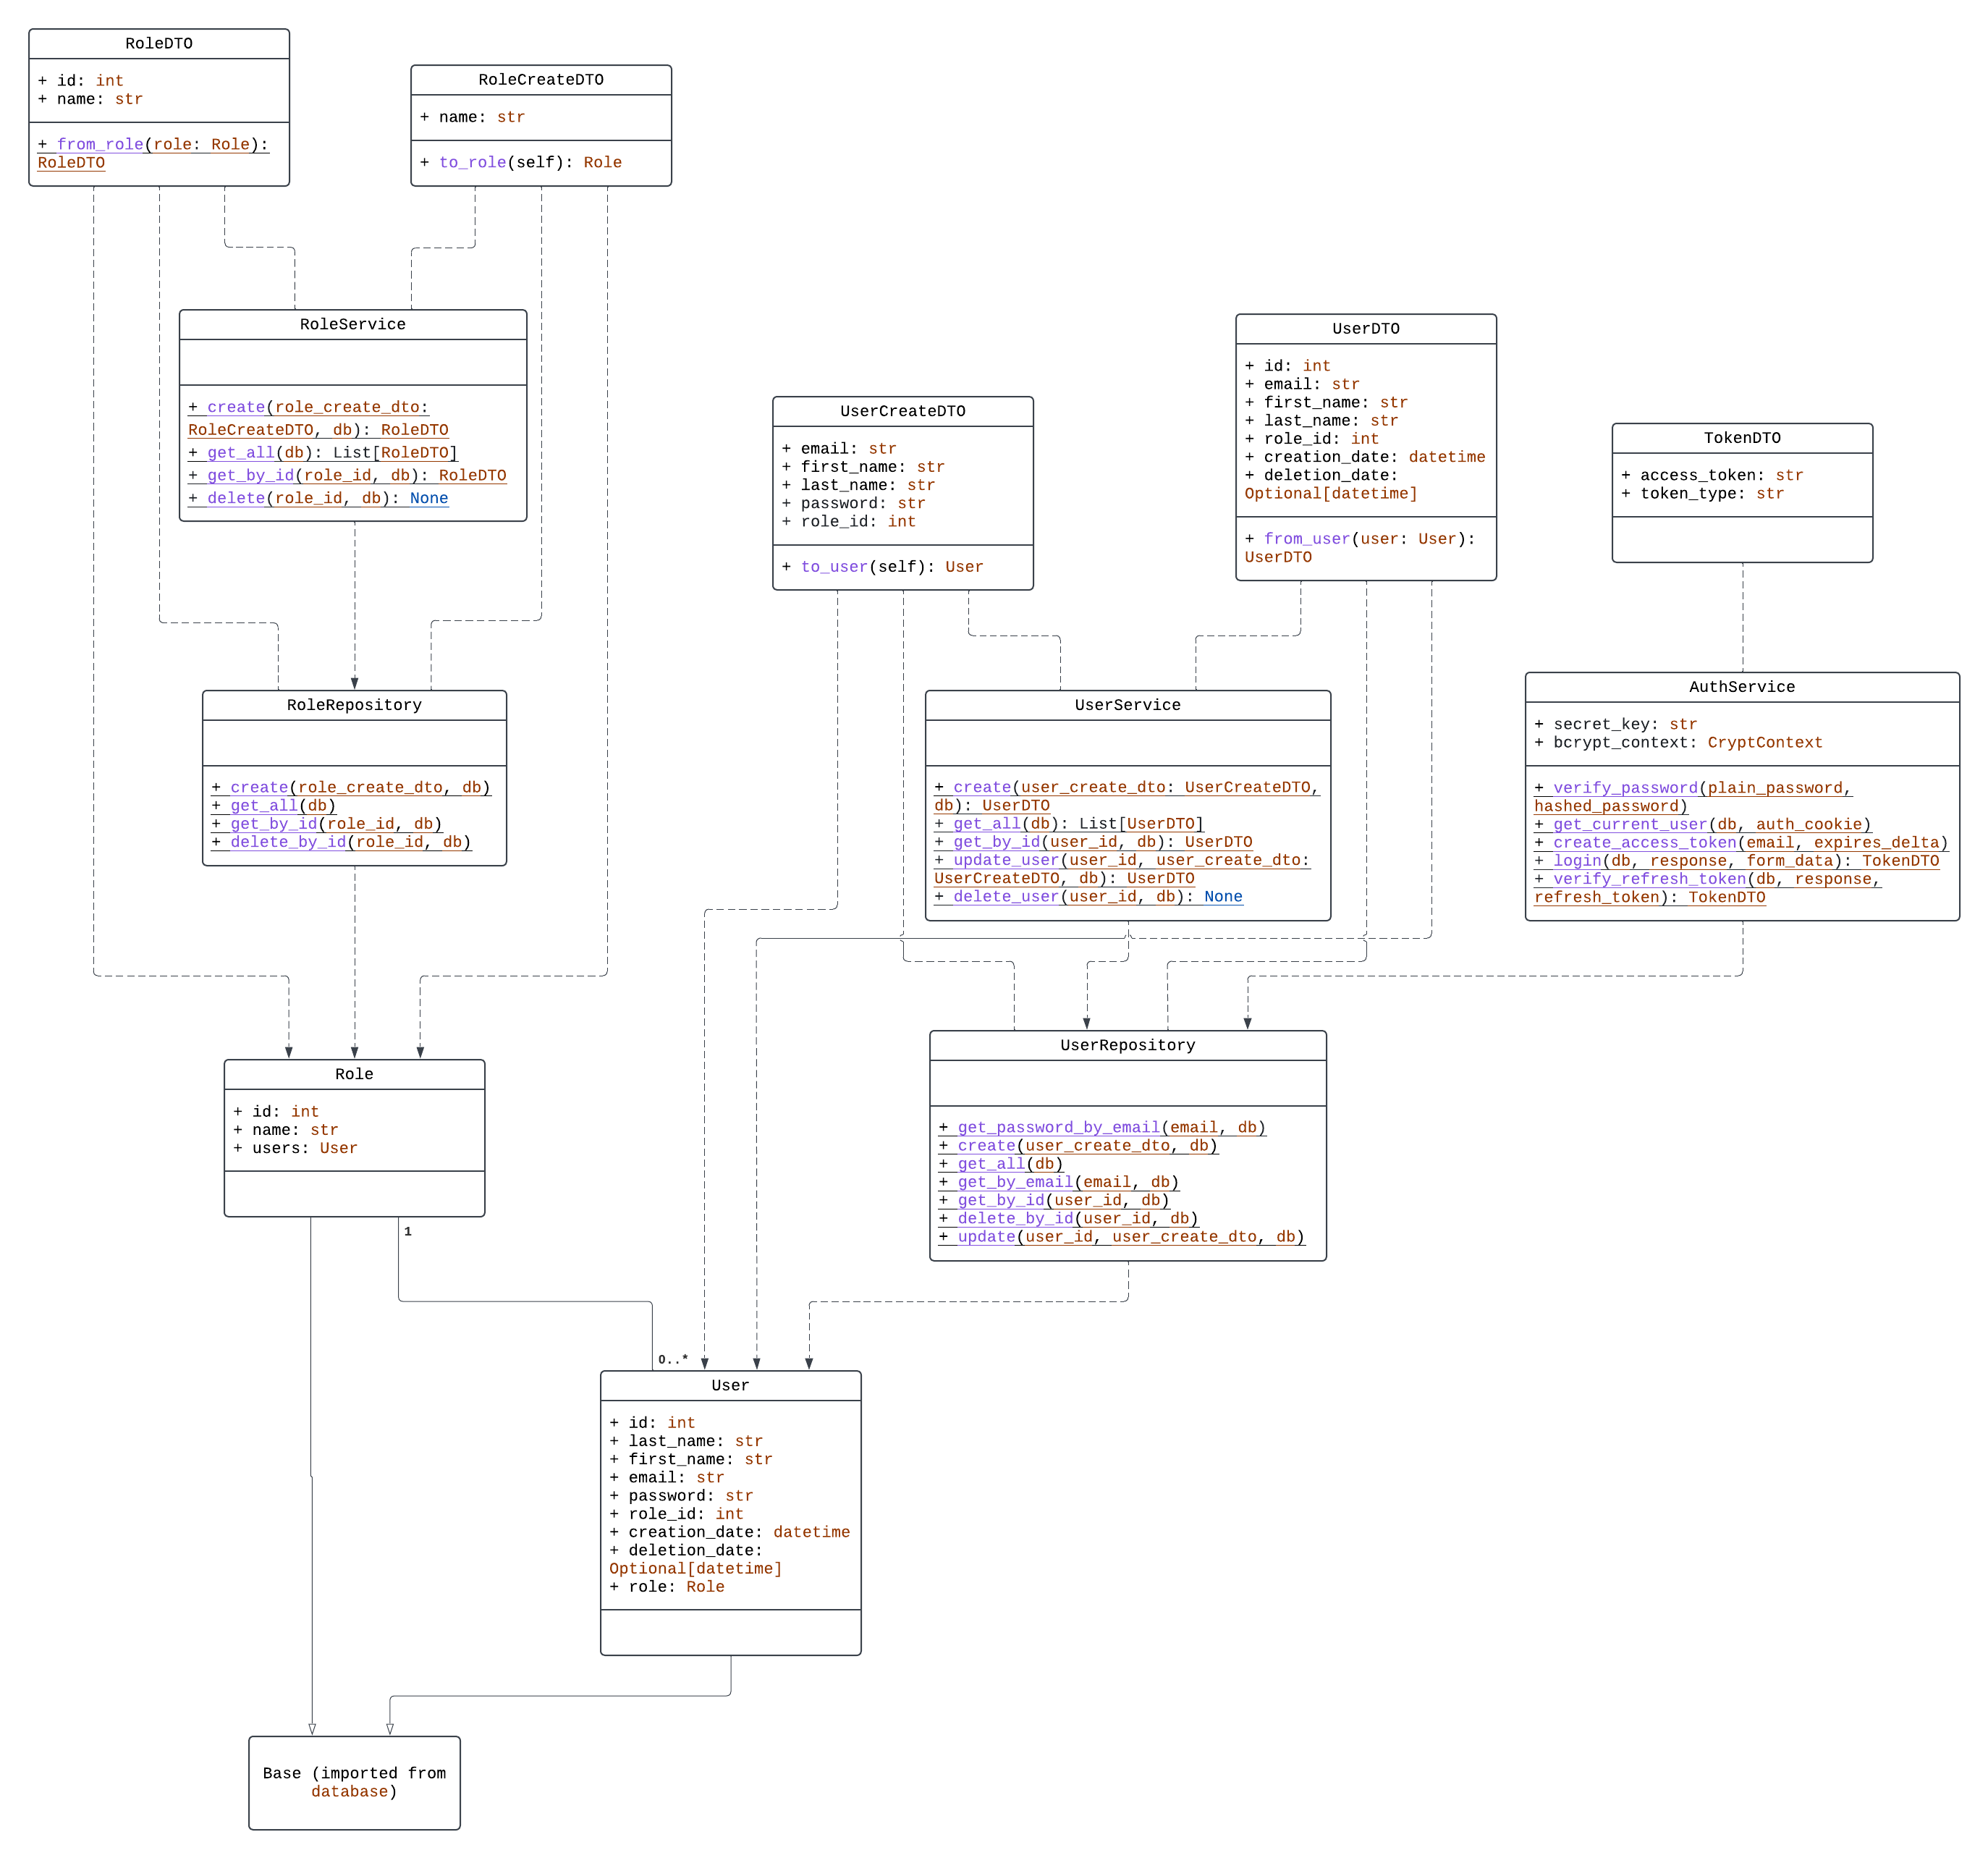 RoleDTO
+ id: int
+ name: str
+ from_role(role: Role):
RoleDTO
RoleCreateDTO
+ name: str
+ to_role(self): Role
RoleService
+ create(role_create_dto:
RoleCreateDTO, db): RoleDTO
+ get_all(db): List[RoleDTO]
+ get_by_id(role_id, db): RoleDTO
+ delete(role_id, db): None
UserDTO
+ id: int
+ email: str
+ first_name: str
+ last_name: str
+ role_id: int
+ creation_date: datetime
+ deletion_date:
Optional[datetime]
+ from_user(user: User):
UserDTO
UserCreateDTO
+ email: str
+ first_name: str
+ last_name: str
+ password: str
+ role_id: int
+ to_user(self): User
TokenDTO
+ access_token: str
+ token_type: str
RoleRepository
+ create(role_create_dto, db)
+ get_all(db)
+ get_by_id(role_id, db)
+ delete_by_id(role_id, db)
UserService
+ create(user_create_dto: UserCreateDTO,
db): UserDTO
+ get_all(db): List[UserDTO]
+ get_by_id(user_id, db): UserDTO
+ update_user(user_id, user_create_dto:
UserCreateDTO, db): UserDTO
+ delete_user(user_id, db): None
AuthService
+ secret_key: str
+ bcrypt_context: CryptContext
+ verify_password(plain_password,
hashed_password)
+ get_current_user(db, auth_cookie)
+ create_access_token(email, expires_delta)
+ login(db, response, form_data): TokenDTO
+ verify_refresh_token(db, response,
refresh_token): TokenDTO
Role
+ id: int
+ name: str
+ users: User
1
UserRepository
+ get_password_by_email(email, db)
+ create(user_create_dto, db)
+ get_all(db)
+ get_by_email(email, db)
+ get_by_id(user_id, db)
+ delete_by_id(user_id, db)
+ update(user_id, user_create_dto, db)
0..*
User
+ id: int
+ last_name: str
+ first_name: str
+ email: str
+ password: str
+ role_id: int
+ creation_date: datetime
+ deletion_date:
Optional[datetime]
+ role: Role
Base (imported from
database)